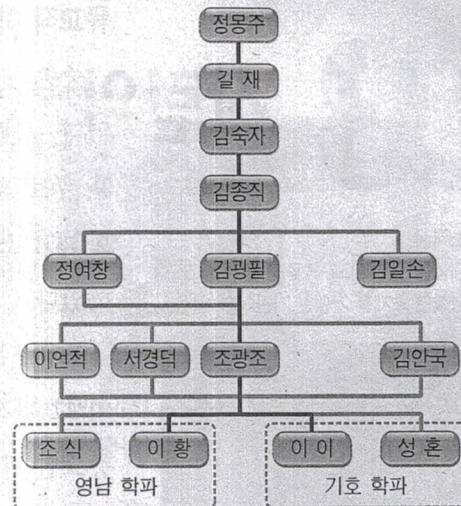 정몽주
길 재
김숙자
김종직
정여창 김굉필 김일손
이언적 서경덕 조광조 김안국
조 식 이 황 이 이 성 혼
영남 학파 기호 학파